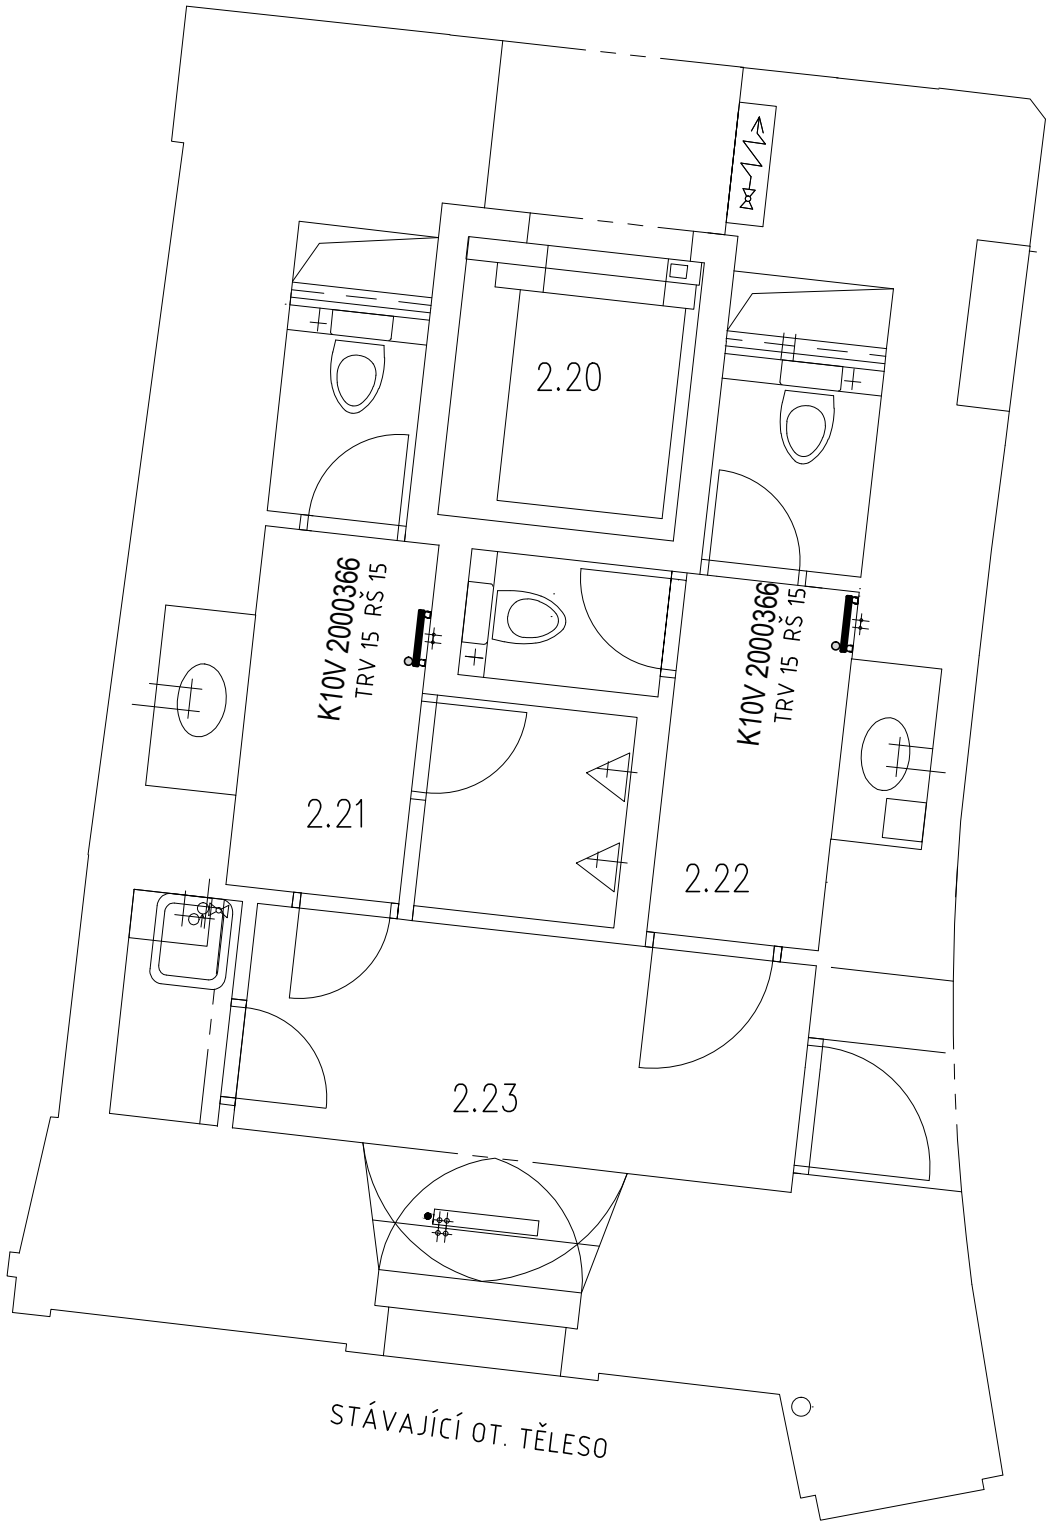 2.20
K10V 2000366
TRV 15 RŠ 15
K10V 2000366
TRV 15 RŠ 15
2.21
2.22
2.23
STÁVAJÍCÍ OT. TĚLESO